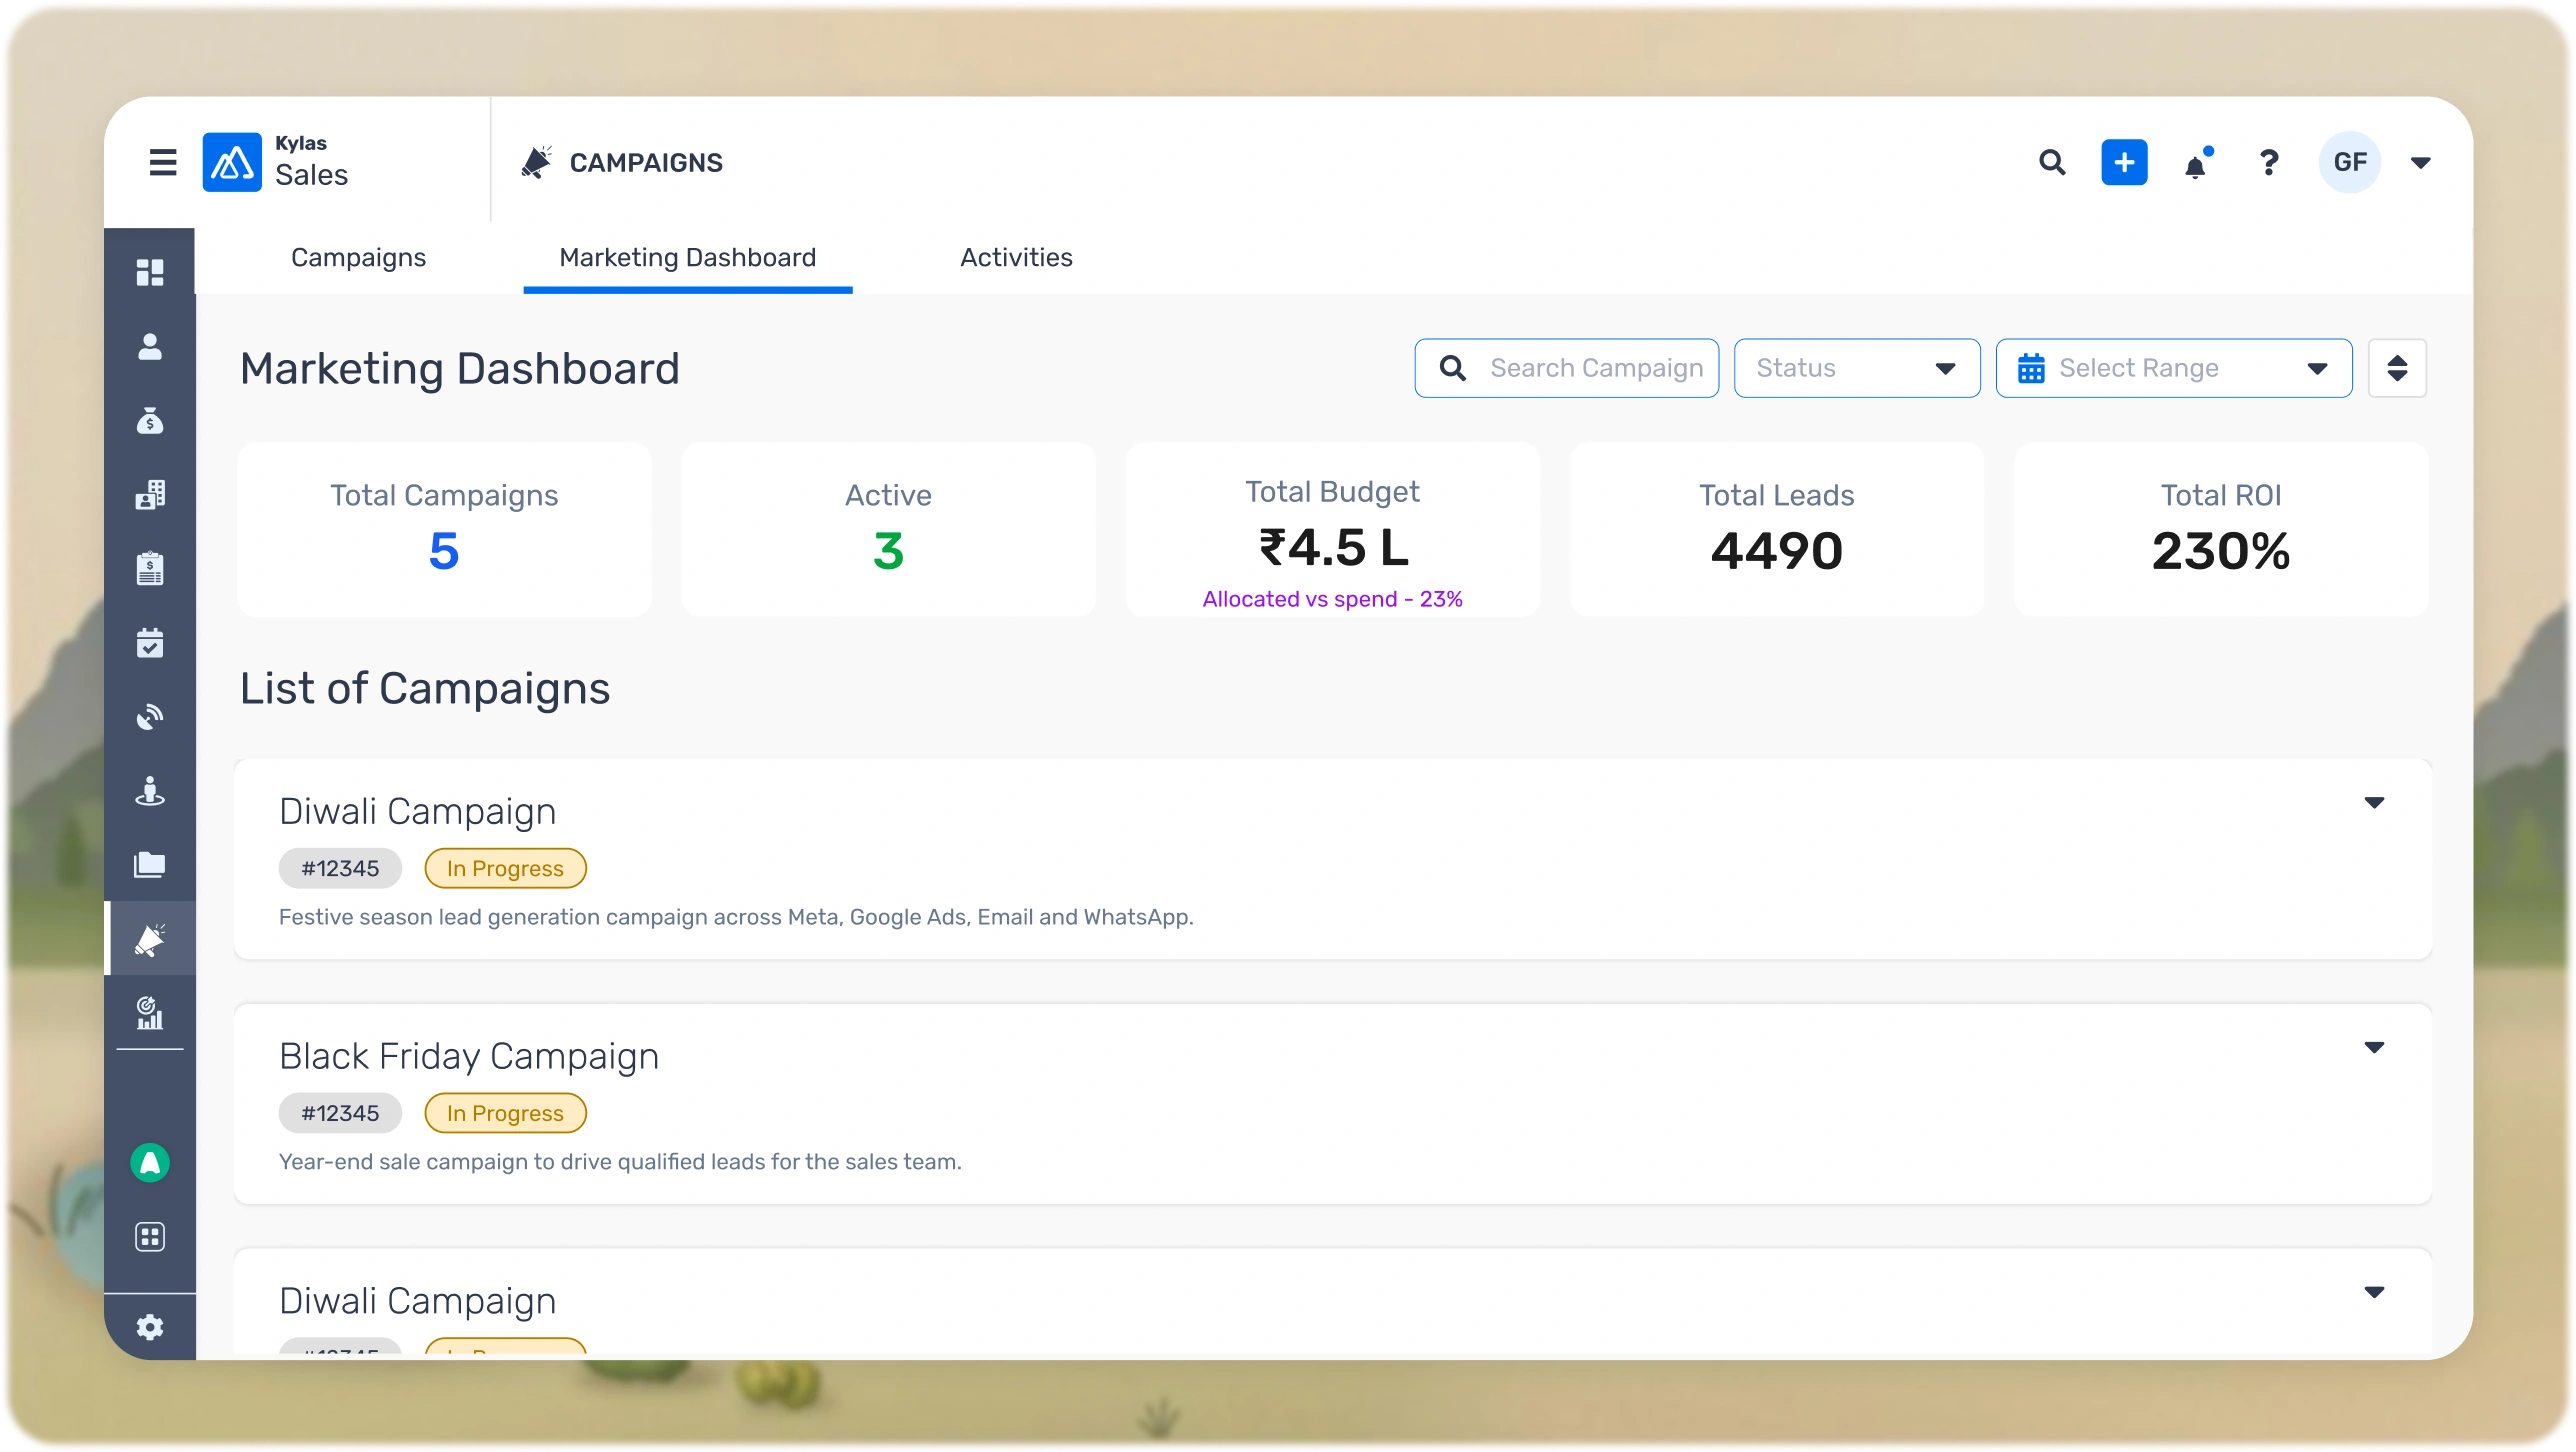 Kylas
Sales
CAMPAIGNS
?
GF
Campaigns
Marketing Dashboard
Activities
Marketing Dashboard
Search Campaign
Status
Select Range
Total Campaigns
5
Active
3
Total Budget
₹4.5 L
Allocated vs spend - 23%
Total Leads
4490
Total ROI
230%
List of Campaigns
Diwali Campaign
#12345
In Progress
Festive season lead generation campaign across Meta, Google Ads, Email and WhatsApp.
Black Friday Campaign
#12345
In Progress
Year-end sale campaign to drive qualified leads for the sales team.
Diwali Campaign